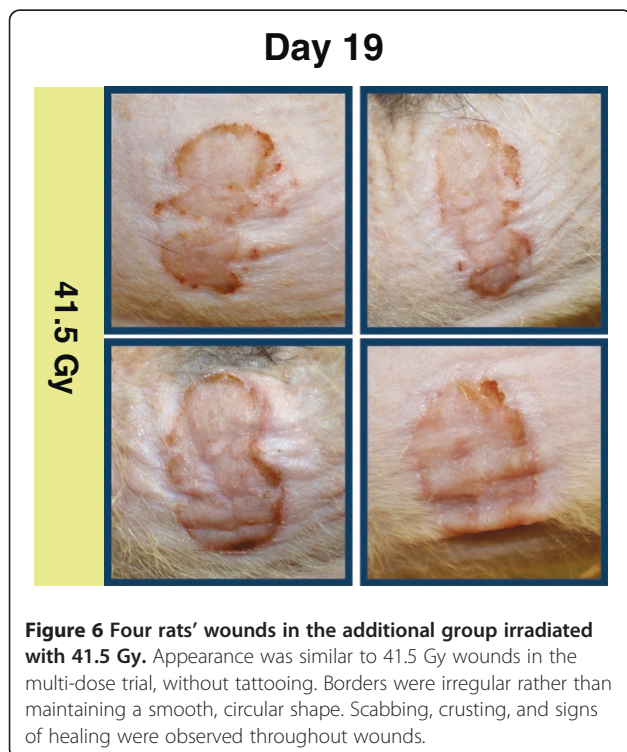 Day 19
41.5 Gy
Figure 6 Four rats’ wounds in the additional group irradiated
with 41.5 Gy. Appearance was similar to 41.5 Gy wounds in the
multi-dose trial, without tattooing. Borders were irregular rather than
maintaining a smooth, circular shape. Scabbing, crusting, and signs
of healing were observed throughout wounds.